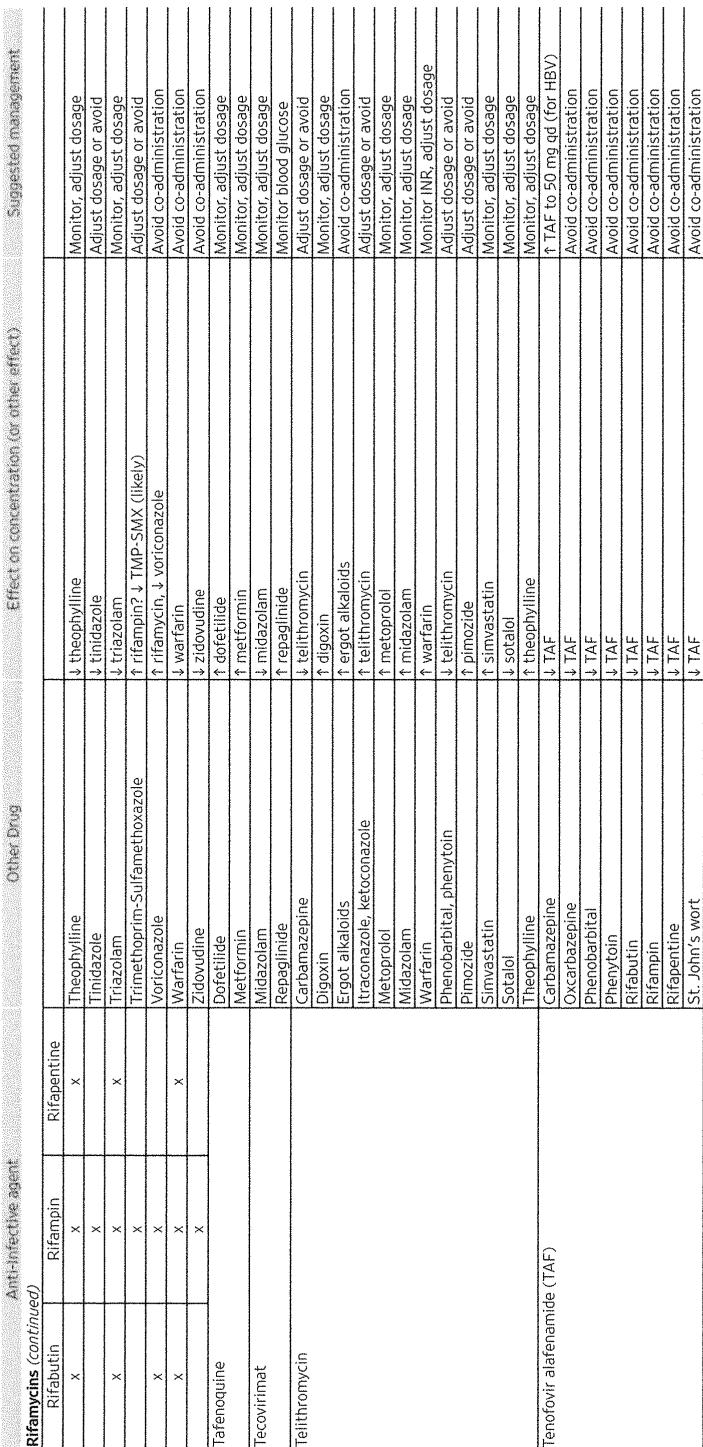 Anti-Infective agent Other Drug Effect on concentration (or other effect) Suggested management
Rifamycins (continued)
Rifabutin Rifampin Rifapentine
x x x Theophylline ↓ theophylline Monitor, adjust dosage
x Tinidazole ↓ tinidazole Adjust dosage or avoid
x x x Triazolam ↓ triazolam Monitor, adjust dosage
x Trimethoprim-Sulfamethoxazole ↑ rifampin? ↓ TMP-SMX (likely) Adjust dosage or avoid
x x Voriconazole ↑ rifamycin, ↓ voriconazole Avoid co-administration
x x x Warfarin ↓ warfarin Avoid co-administration
x Zidovudine ↓ zidovudine Avoid co-administration
Tafenoquine Dofetilide ↑ dofetilide Monitor, adjust dosage
Metformin ↑ metformin Monitor, adjust dosage
Tecovirimat Midazolam ↓ midazolam Monitor, adjust dosage
Repaglinide ↑ repaglinide Monitor blood glucose
Telithromycin Carbamazepine ↓ telithromycin Adjust dosage or avoid
Digoxin ↑ digoxin Monitor, adjust dosage
Ergot alkaloids ↑ ergot alkaloids Avoid co-administration
Itraconazole, ketoconazole ↑ telithromycin Adjust dosage or avoid
Metoprolol ↑ metoprolol Monitor, adjust dosage
Midazolam ↑ midazolam Monitor, adjust dosage
Warfarin ↑ warfarin Monitor INR, adjust dosage
Phenobarbital, phenytoin ↓ telithromycin Adjust dosage or avoid
Pimozide ↑ pimozide Adjust dosage or avoid
Simvastatin ↑ simvastatin Monitor, adjust dosage
Sotalol ↓ sotalol Monitor, adjust dosage
Theophylline ↑ theophylline Monitor, adjust dosage
Tenofovir alafenamide (TAF) Carbamazepine ↓ TAF ↑ TAF to 50 mg qd (for HBV)
Oxcarbazepine ↓ TAF Avoid co-administration
Phenobarbital ↓ TAF Avoid co-administration
Phenytoin ↓ TAF Avoid co-administration
Rifabutin ↓ TAF Avoid co-administration
Rifampin ↓ TAF Avoid co-administration
Rifapentine ↓ TAF Avoid co-administration
St. John's wort ↓ TAF Avoid co-administration